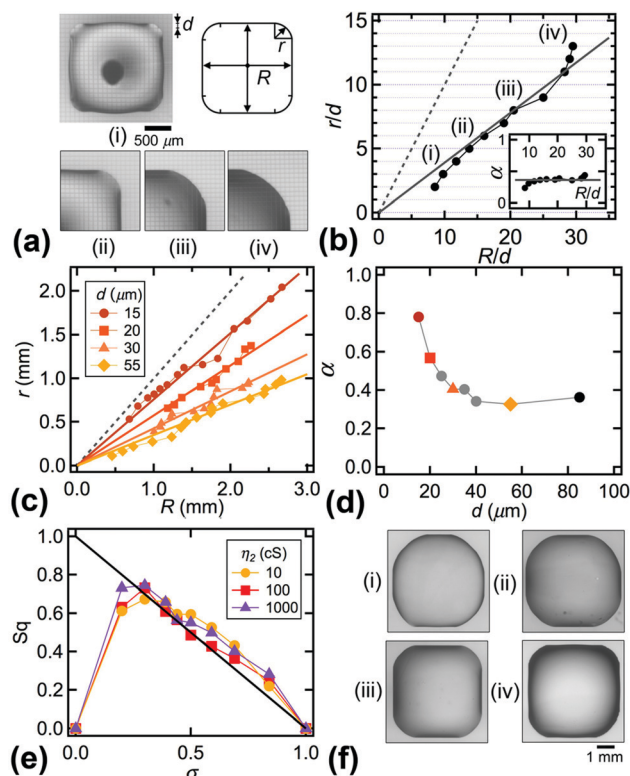 (a)
d
r
R
(i)
500 μm
(ii)
(iii)
(iv)
(b)
r/d
15
10
5
0
0
10
20
30
R/d
(i)
(ii)
(iii)
(iv)
α
1
0
0
10
20
30
R/d
(c)
r (mm)
2.0
1.5
1.0
0.5
0.0
0.0
1.0
2.0
3.0
R (mm)
d (μm)
15
20
30
55
(d)
α
1.0
0.8
0.6
0.4
0.2
0.0
0
20
40
60
80
100
d (μm)
(e)
Sq
1.0
0.8
0.6
0.4
0.2
0.0
0.0
0.5
1.0
σ
η2 (cS)
10
100
1000
(f)
(i)
(ii)
(iii)
(iv)
1 mm